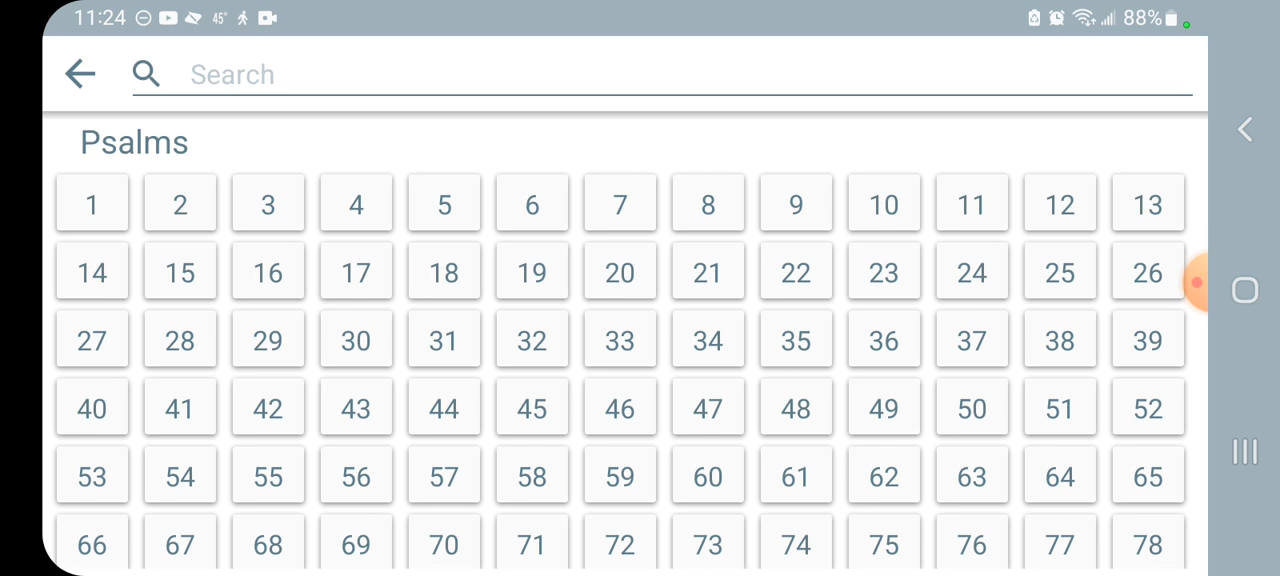 11:24 45° 88%
Search
Psalms
1 2 3 4 5 6 7 8 9 10 11 12 13
14 15 16 17 18 19 20 21 22 23 24 25 26
27 28 29 30 31 32 33 34 35 36 37 38 39
40 41 42 43 44 45 46 47 48 49 50 51 52
53 54 55 56 57 58 59 60 61 62 63 64 65
66 67 68 69 70 71 72 73 74 75 76 77 78